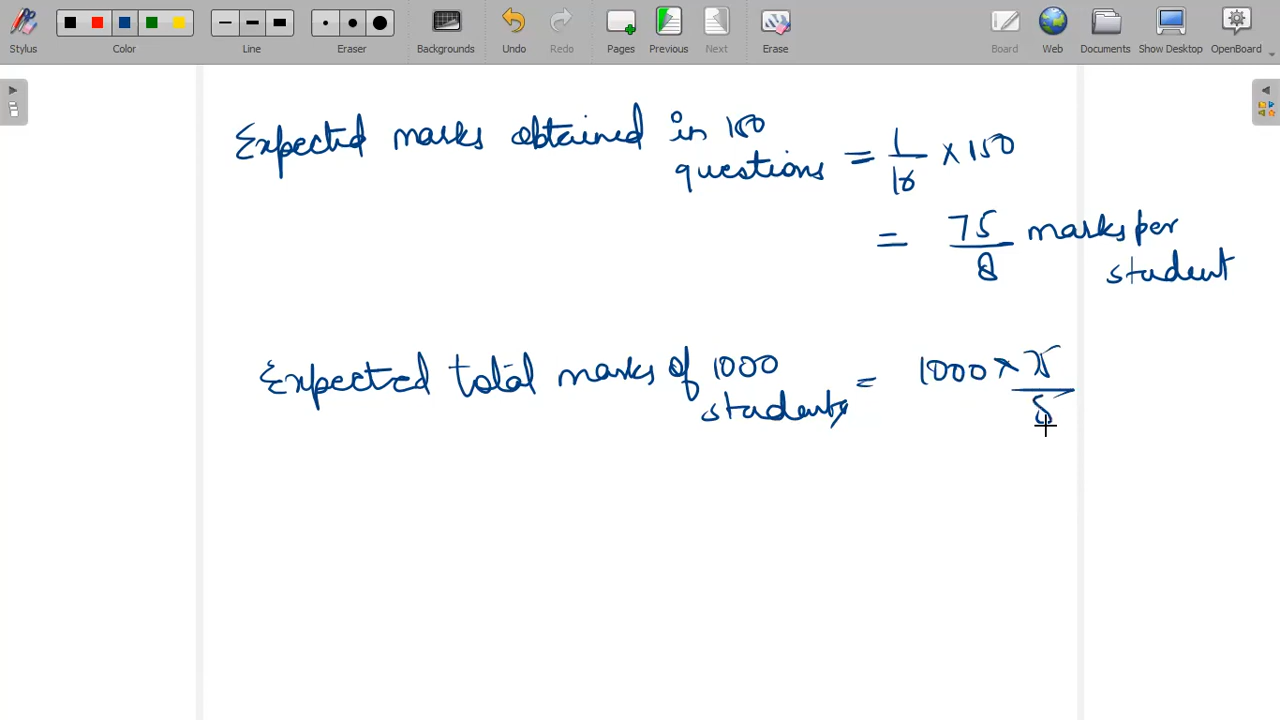 Stylus
Color
Line
Eraser
Backgrounds
Undo
Redo
Pages
Previous
Next
Erase
Board
Web
Documents
Show Desktop
OpenBoard
Expected marks obtained in 150
questions = 1/16 × 150
= 75/8 marks per
student
Expected total marks of 1000
students = 1000 × 75/8